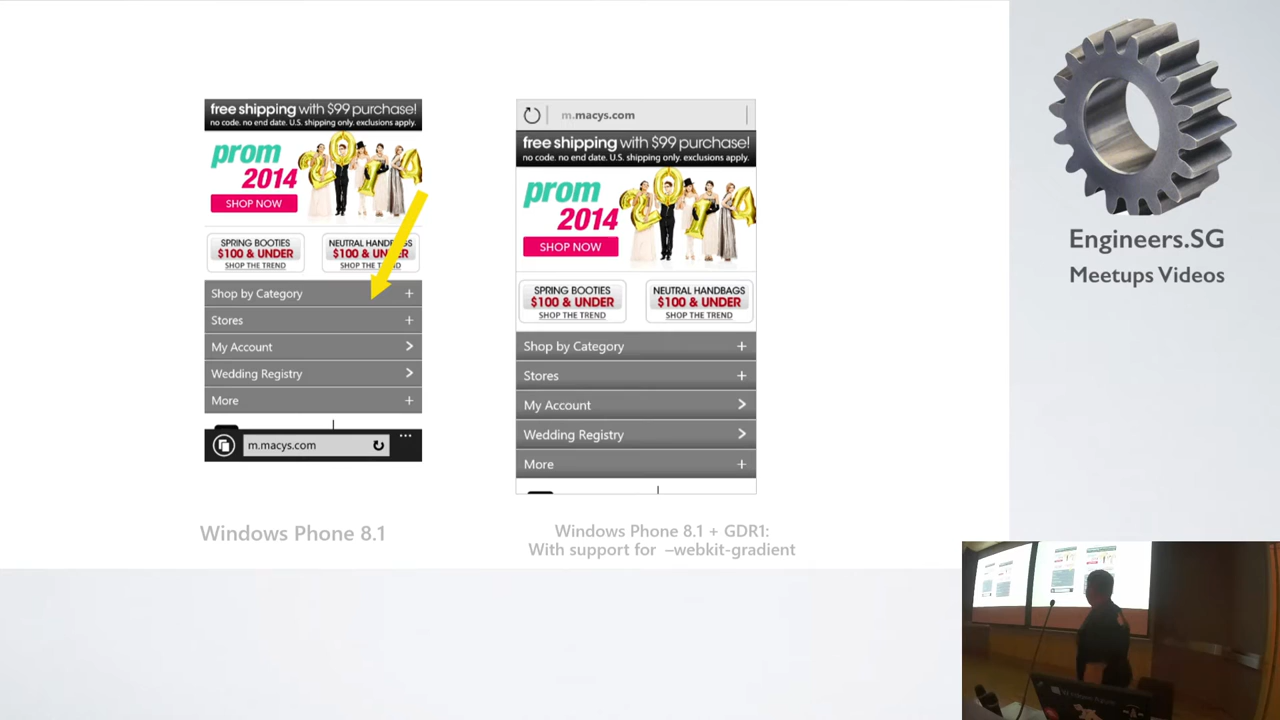 free shipping with $99 purchase!
no code. no end date. U.S. shipping only. exclusions apply.
prom
2014
SHOP NOW
SPRING BOOTIES
$100 & UNDER
SHOP THE TREND
NEUTRAL HANDBAGS
$100 & UNDER
SHOP THE TREND
Shop by Category +
Stores +
My Account >
Wedding Registry >
More +
m.macys.com
...
Windows Phone 8.1
m.macys.com
free shipping with $99 purchase!
no code. no end date. U.S. shipping only. exclusions apply.
prom
2014
2014
SHOP NOW
SPRING BOOTIES
$100 & UNDER
SHOP THE TREND
NEUTRAL HANDBAGS
$100 & UNDER
SHOP THE TREND
Shop by Category +
Stores +
My Account >
Wedding Registry >
More +
Windows Phone 8.1 + GDR1:
With support for –webkit-gradient
Engineers.SG
Meetups Videos